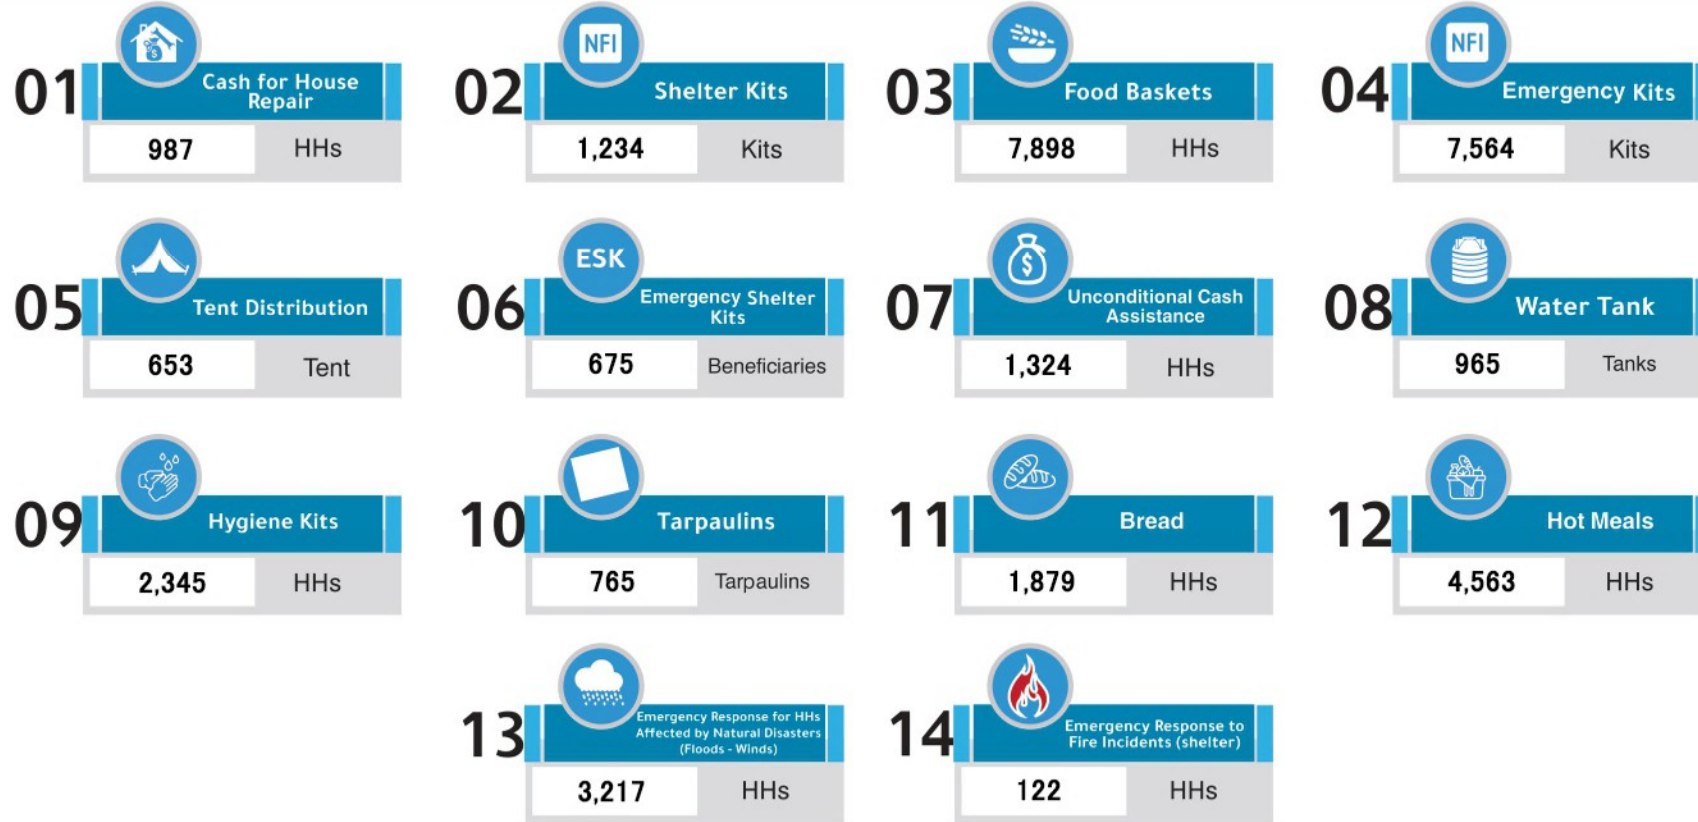 01
Cash for House
Repair
987
HHs
02
NFI
Shelter Kits
1,234
Kits
03
Food Baskets
7,898
HHs
04
NFI
Emergency Kits
7,564
Kits
05
Tent Distribution
653
Tent
06
ESK
Emergency Shelter
Kits
675
Beneficiaries
07
$
Unconditional Cash
Assistance
1,324
HHs
08
Water Tank
965
Tanks
09
Hygiene Kits
2,345
HHs
10
Tarpaulins
765
Tarpaulins
11
Bread
1,879
HHs
12
Hot Meals
4,563
HHs
13
Emergency Response for HHs
Affected by Natural Disasters
(Floods - Winds)
3,217
HHs
14
Emergency Response to
Fire Incidents (shelter)
122
HHs